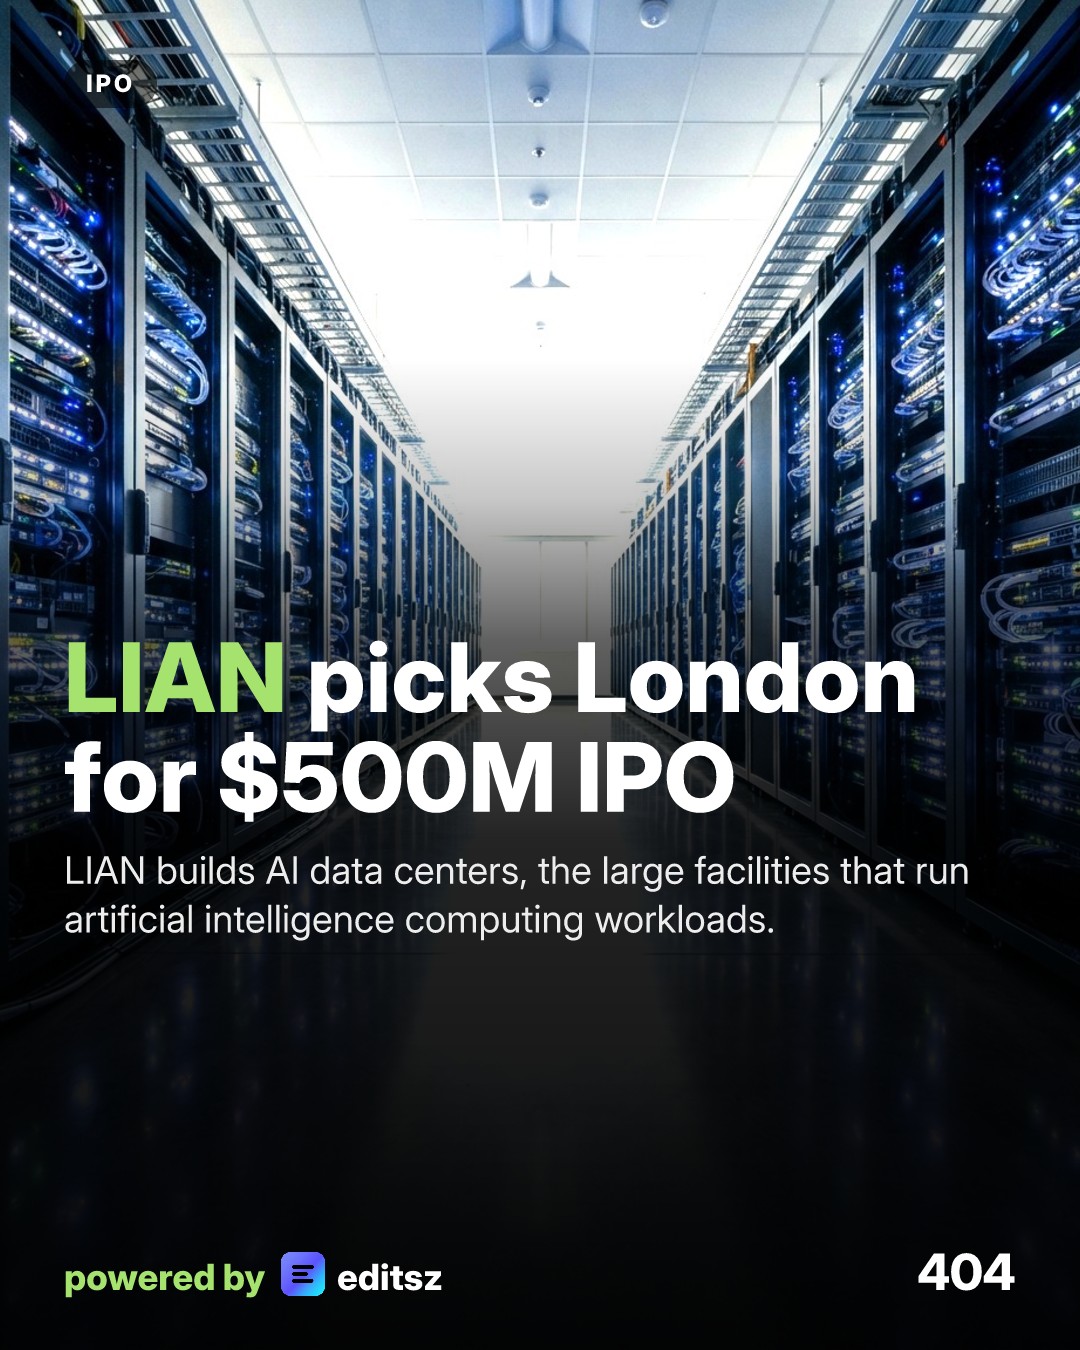 IPO
LIAN picks London
for $500M IPO
LIAN builds AI data centers, the large facilities that run
artificial intelligence computing workloads.
powered by editsz
404